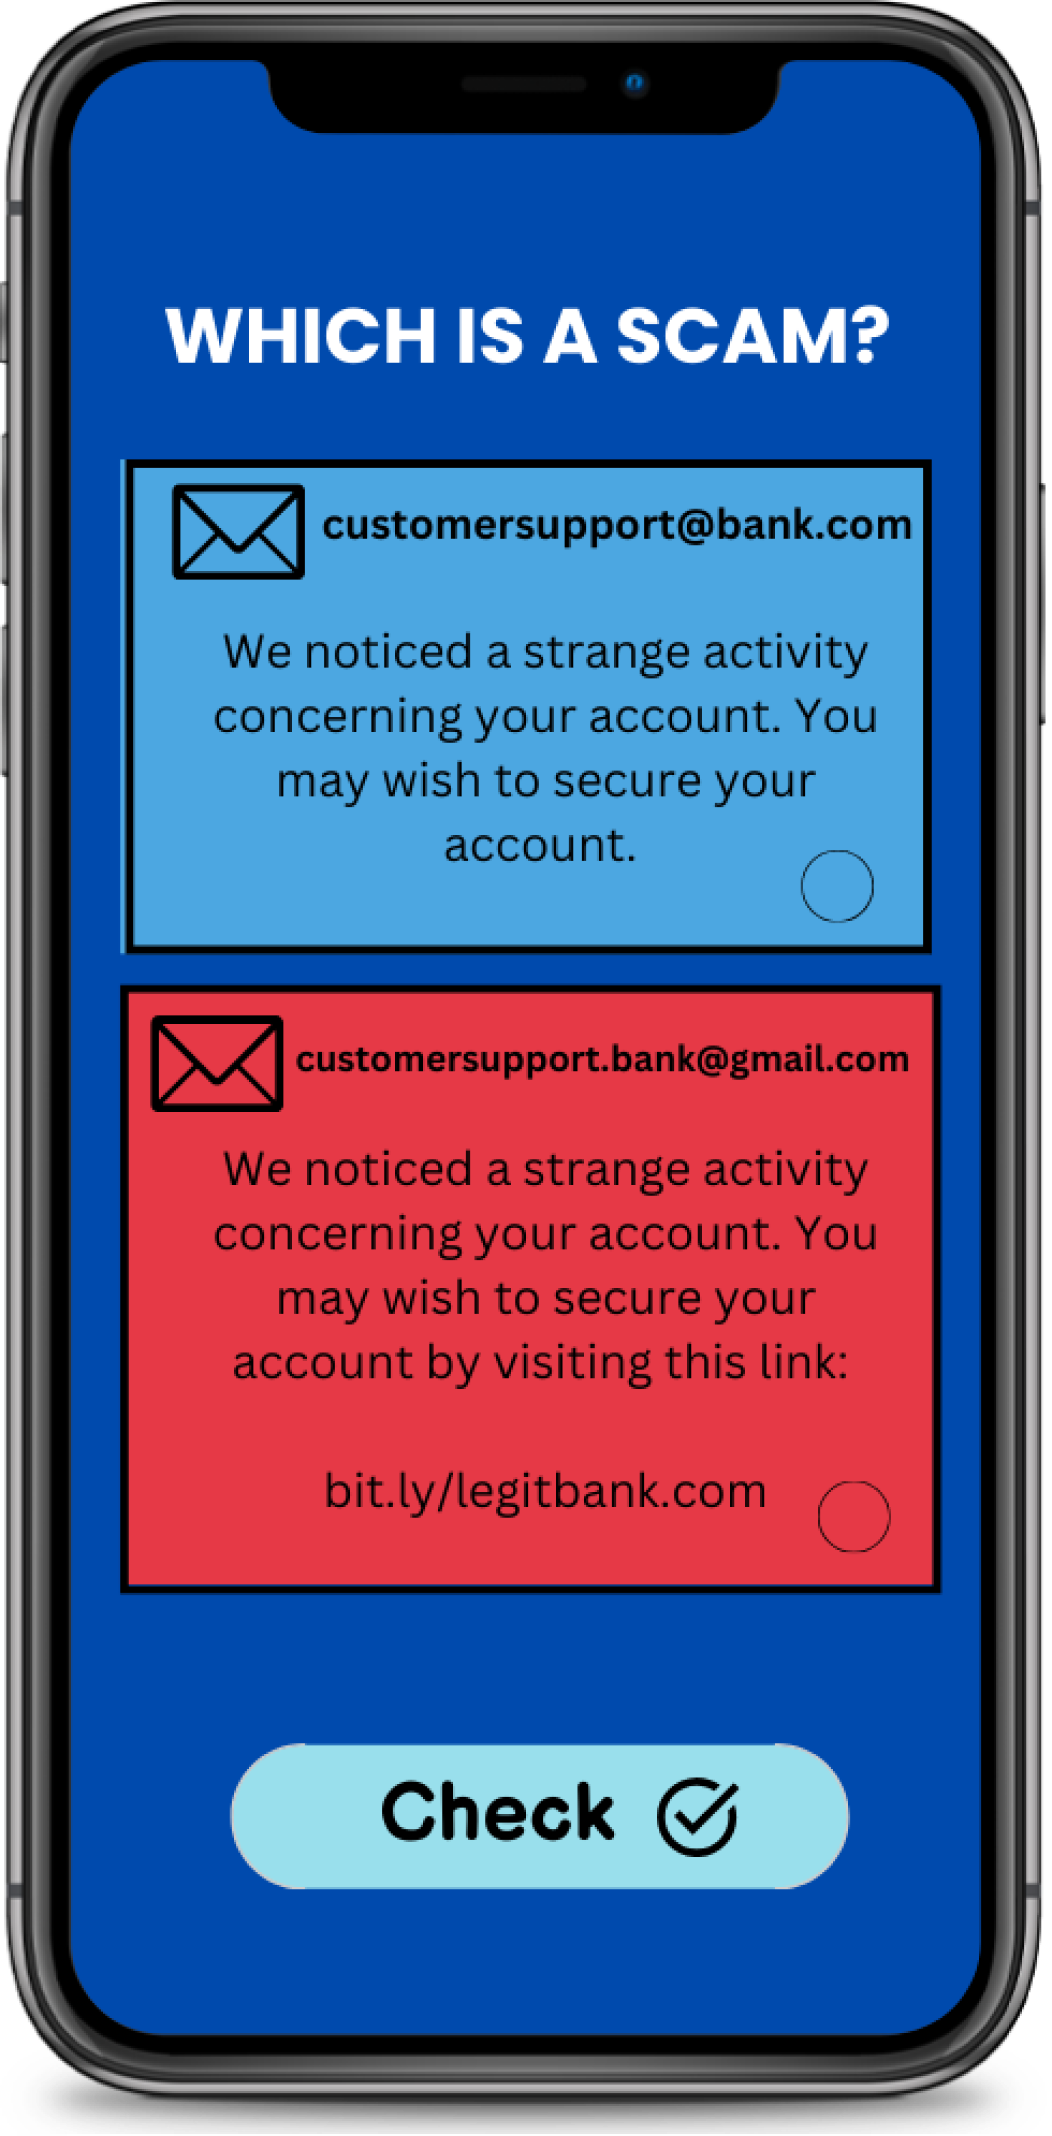 WHICH IS A SCAM?
customersupport@bank.com
We noticed a strange activity
concerning your account. You
may wish to secure your
account.
customersupport.bank@gmail.com
We noticed a strange activity
concerning your account. You
may wish to secure your
account by visiting this link:
bit.ly/legitbank.com
Check